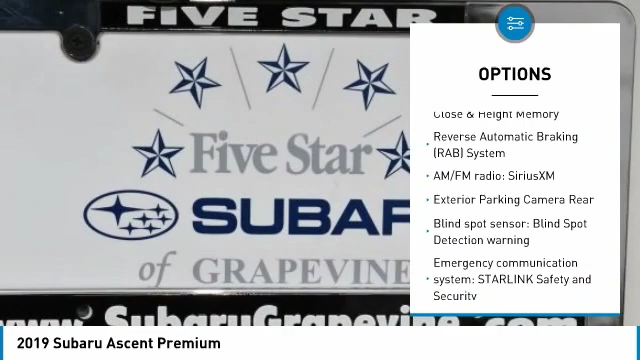 FIVE STAR
Five Star
SUBAR
of GRAPEVINE
www.SubaruGrapevine.com
OPTIONS
Close & Height Memory
Reverse Automatic Braking
(RAB) System
AM/FM radio: SiriusXM
Exterior Parking Camera Rear
Blind spot sensor: Blind Spot
Detection warning
Emergency communication
system: STARLINK Safety and
Security
2019 Subaru Ascent Premium